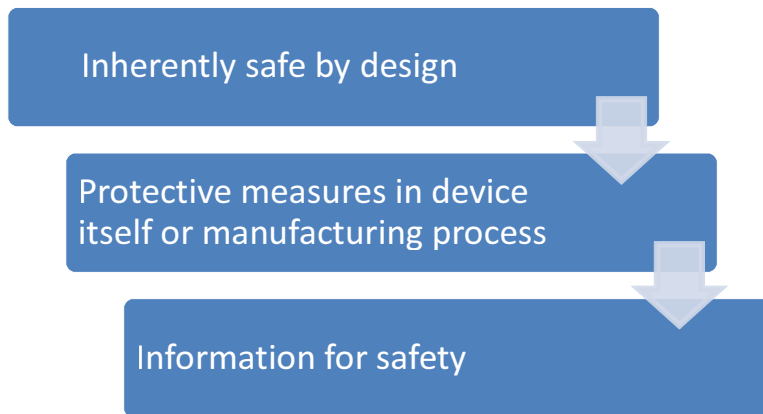 Inherently safe by design
Protective measures in device
itself or manufacturing process
Information for safety